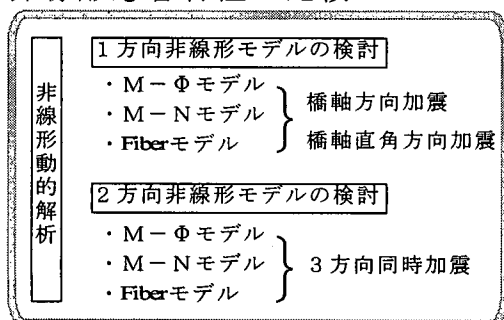 非線形動的解析
1方向非線形モデルの検討
・M－Φモデル
・M－Nモデル
・Fiberモデル
橋軸方向加震
橋軸直角方向加震
2方向非線形モデルの検討
・M－Φモデル
・M－Nモデル
・Fiberモデル
3方向同時加震